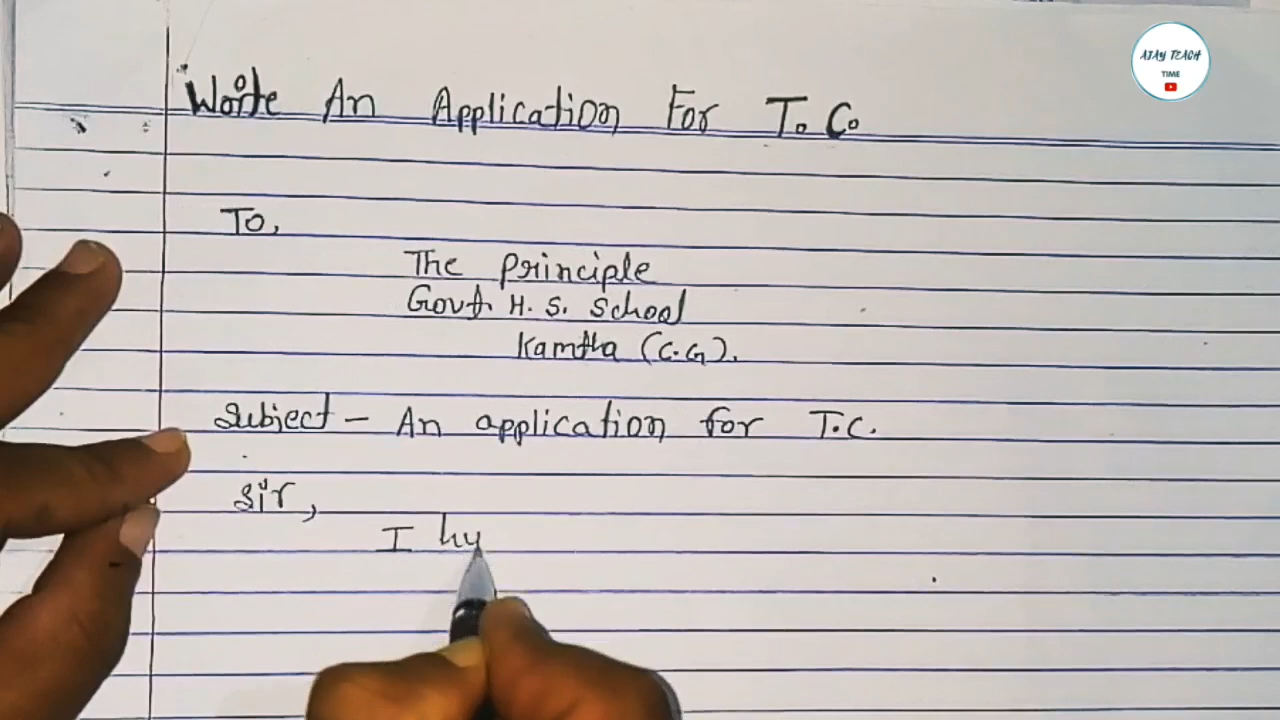 Write An Application For T.C.
AJAY TEACH
TIME
To,
The Principle
Govt. H. S. School
Kamtha (C.G).
Subject - An application for T.C.
Sir,
I hu